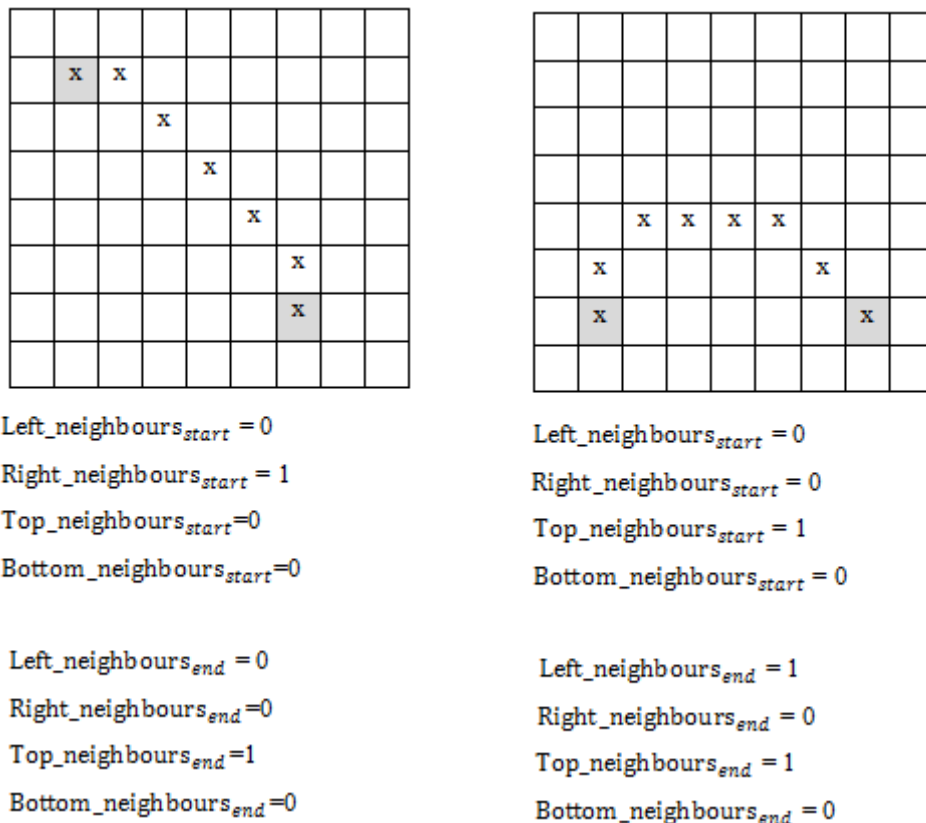 x x
x
x
x
x
x
Left_neighbours_start = 0
Right_neighbours_start = 1
Top_neighbours_start=0
Bottom_neighbours_start=0
Left_neighbours_end = 0
Right_neighbours_end=0
Top_neighbours_end=1
Bottom_neighbours_end=0
x x x x
x x
x x
Left_neighbours_start = 0
Right_neighbours_start = 0
Top_neighbours_start = 1
Bottom_neighbours_start = 0
Left_neighbours_end = 1
Right_neighbours_end = 0
Top_neighbours_end = 1
Bottom_neighbours_end = 0